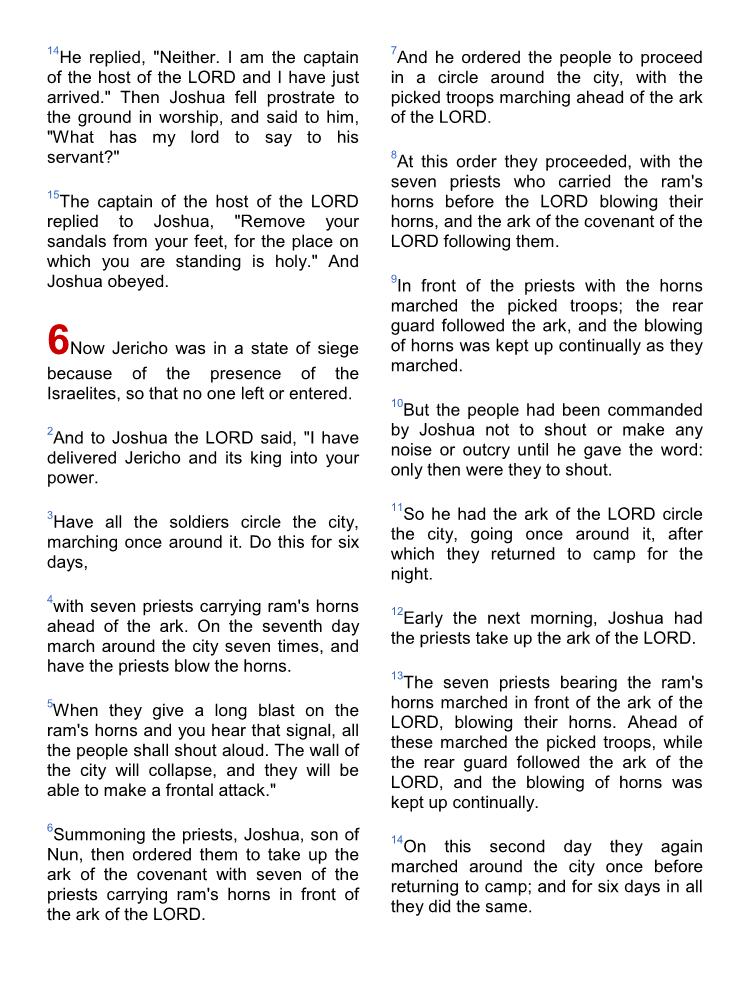 14He replied, "Neither. I am the captain
of the host of the LORD and I have just
arrived." Then Joshua fell prostrate to
the ground in worship, and said to him,
"What has my lord to say to his
servant?"
15The captain of the host of the LORD
replied to Joshua, "Remove your
sandals from your feet, for the place on
which you are standing is holy." And
Joshua obeyed.
6Now Jericho was in a state of siege
because of the presence of the
Israelites, so that no one left or entered.
2And to Joshua the LORD said, "I have
delivered Jericho and its king into your
power.
3Have all the soldiers circle the city,
marching once around it. Do this for six
days,
4with seven priests carrying ram's horns
ahead of the ark. On the seventh day
march around the city seven times, and
have the priests blow the horns.
5When they give a long blast on the
ram's horns and you hear that signal, all
the people shall shout aloud. The wall of
the city will collapse, and they will be
able to make a frontal attack."
6Summoning the priests, Joshua, son of
Nun, then ordered them to take up the
ark of the covenant with seven of the
priests carrying ram's horns in front of
the ark of the LORD.
7And he ordered the people to proceed
in a circle around the city, with the
picked troops marching ahead of the ark
of the LORD.
8At this order they proceeded, with the
seven priests who carried the ram's
horns before the LORD blowing their
horns, and the ark of the covenant of the
LORD following them.
9In front of the priests with the horns
marched the picked troops; the rear
guard followed the ark, and the blowing
of horns was kept up continually as they
marched.
10But the people had been commanded
by Joshua not to shout or make any
noise or outcry until he gave the word:
only then were they to shout.
11So he had the ark of the LORD circle
the city, going once around it, after
which they returned to camp for the
night.
12Early the next morning, Joshua had
the priests take up the ark of the LORD.
13The seven priests bearing the ram's
horns marched in front of the ark of the
LORD, blowing their horns. Ahead of
these marched the picked troops, while
the rear guard followed the ark of the
LORD, and the blowing of horns was
kept up continually.
14On this second day they again
marched around the city once before
returning to camp; and for six days in all
they did the same.